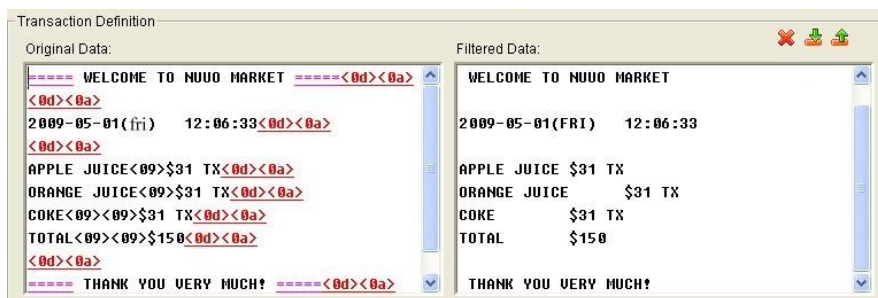 Transaction Definition
Original Data:
===== WELCOME TO NUUO MARKET =====<0d><0a>
<0d><0a>
2009-05-01(fri) 12:06:33<0d><0a>
<0d><0a>
APPLE JUICE<09>$31 TX<0d><0a>
ORANGE JUICE<09>$31 TX<0d><0a>
COKE<09><09>$31 TX<0d><0a>
TOTAL<09><09>$150<0d><0a>
<0d><0a>
===== THANK YOU VERY MUCH! =====<0d><0a>
Filtered Data:
WELCOME TO NUUO MARKET
2009-05-01(FRI) 12:06:33
APPLE JUICE $31 TX
ORANGE JUICE $31 TX
COKE $31 TX
TOTAL $150
THANK YOU VERY MUCH!